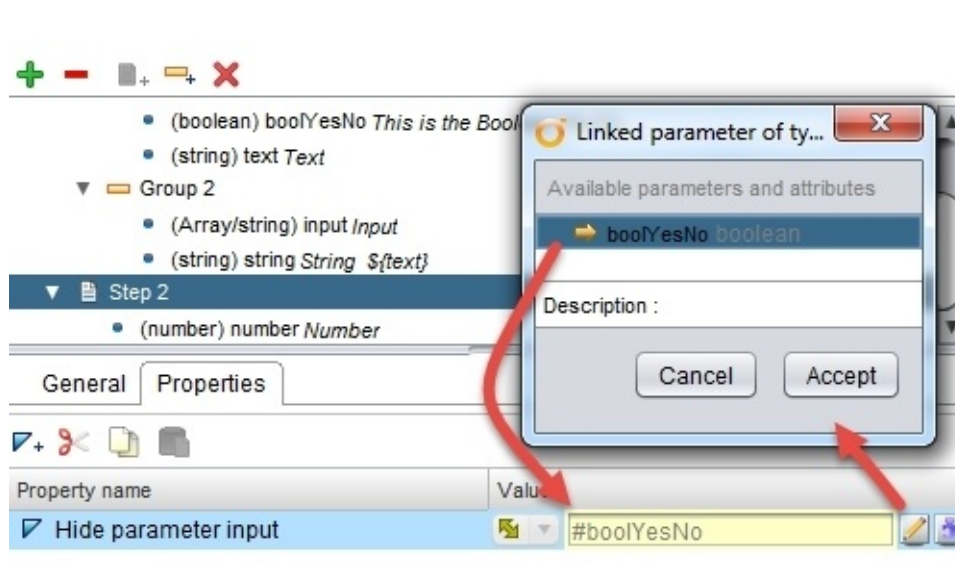 (boolean) boolYesNo This is the Bool
Linked parameter of ty...
(string) text Text
Group 2
Available parameters and attributes
(Array/string) input Input
boolYesNo boolean
(string) string String ${text}
Step 2
Description :
(number) number Number
Cancel
Accept
General
Properties
Property name
Value
Hide parameter input
#boolYesNo